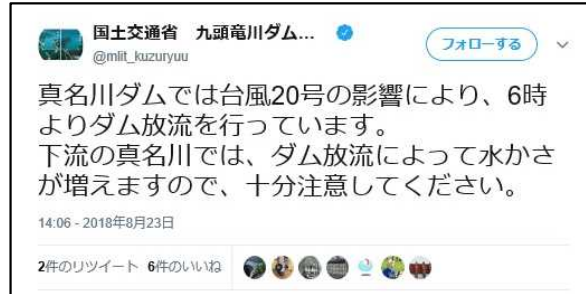 国土交通省　九頭竜川ダム...
フォローする
@mlit_kuzuryuu
真名川ダムでは台風20号の影響により、6時
よりダム放流を行っています。
下流の真名川では、ダム放流によって水かさ
が増えますので、十分注意してください。
14:06 - 2018年8月23日
2件のリツイート 6件のいいね